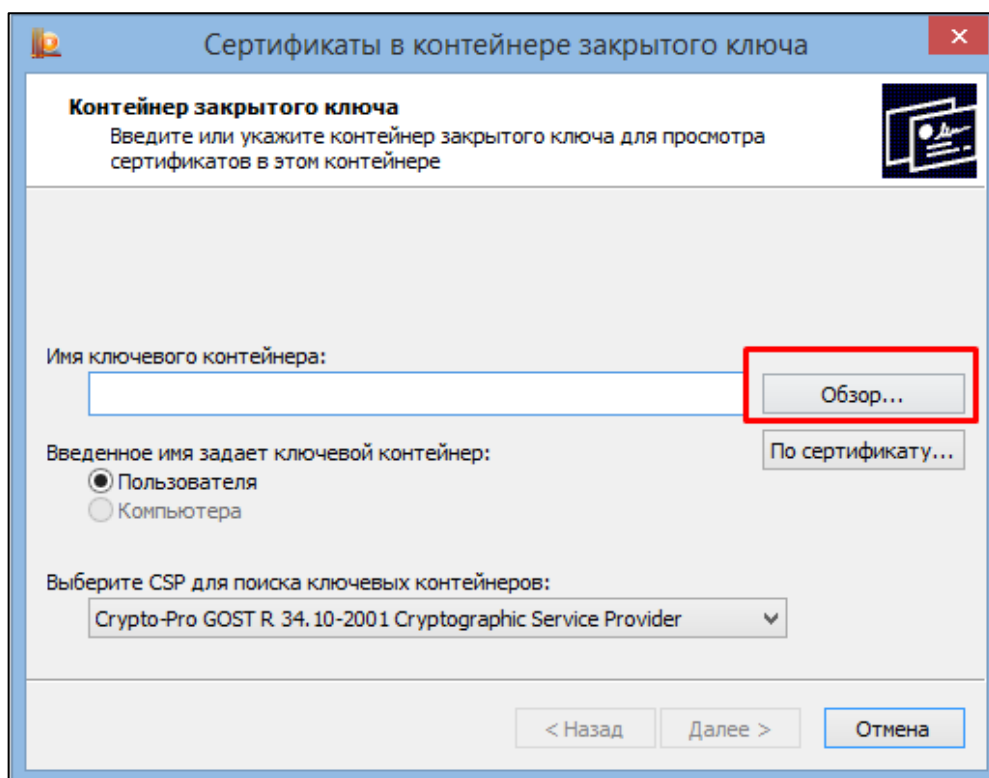 Сертификаты в контейнере закрытого ключа
Контейнер закрытого ключа
Введите или укажите контейнер закрытого ключа для просмотра
сертификатов в этом контейнере
Имя ключевого контейнера:
Обзор...
Введенное имя задает ключевой контейнер:
По сертификату...
Пользователя
Компьютера
Выберите CSP для поиска ключевых контейнеров:
Crypto-Pro GOST R 34.10-2001 Cryptographic Service Provider
< Назад
Далее >
Отмена